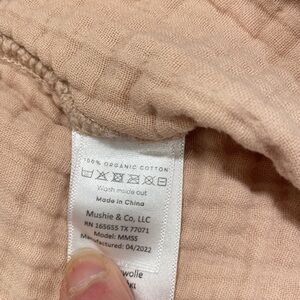 100% ORGANIC COTTON
Wash inside out
Made in China
Mushie & Co, LLC
RN 165655 TX 77071
Model: MMSS
Manufactured: 04/2022